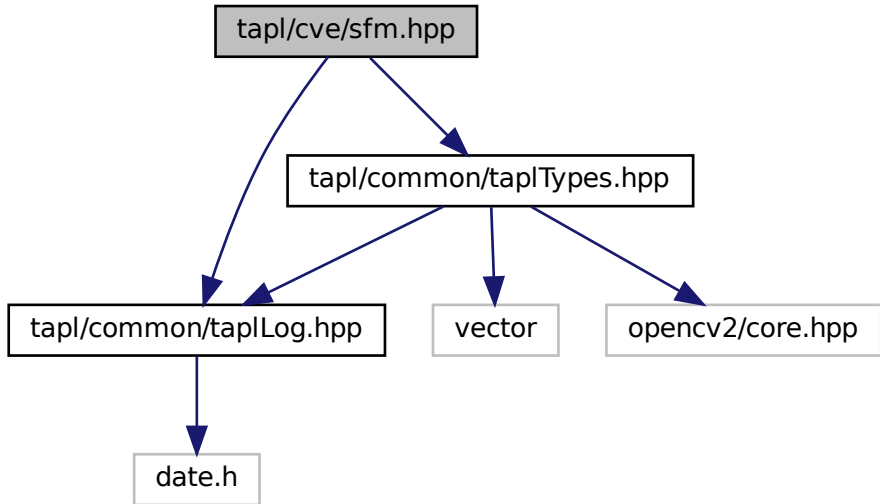 tapl/cve/sfm.hpp
tapl/common/taplTypes.hpp
tapl/common/taplLog.hpp
vector
opencv2/core.hpp
date.h